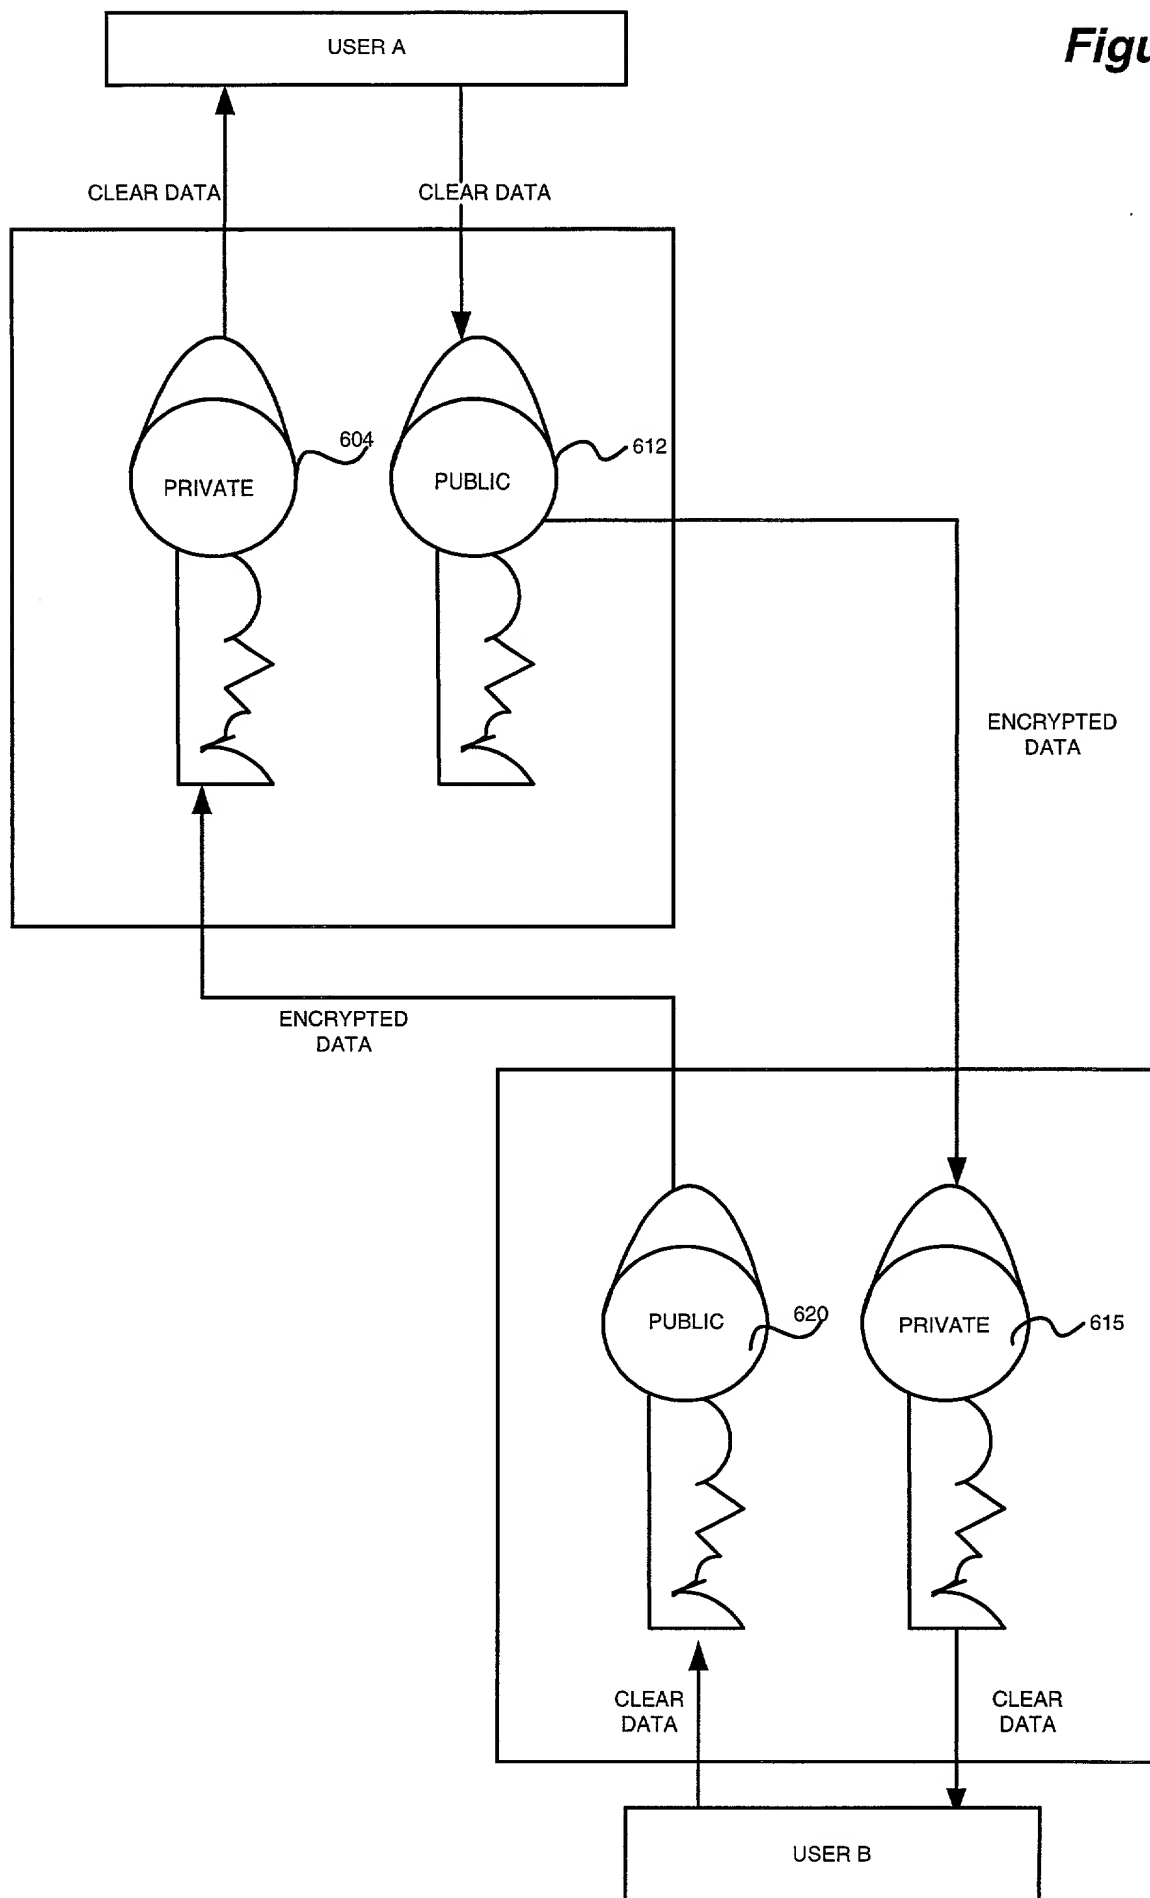 Figu
USER A
CLEAR DATA
CLEAR DATA
604
612
PRIVATE
PUBLIC
ENCRYPTED
DATA
ENCRYPTED
DATA
620
615
PUBLIC
PRIVATE
CLEAR
DATA
CLEAR
DATA
USER B